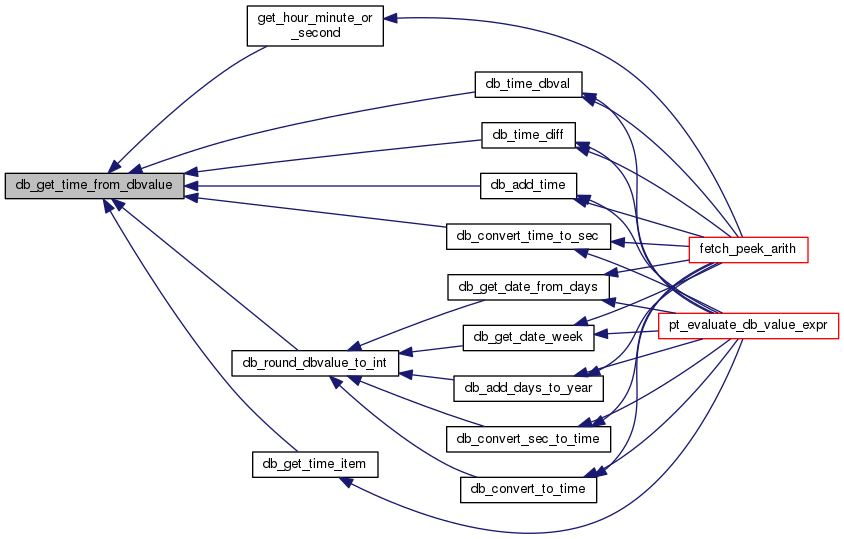 get_hour_minute_or
_second
db_time_dbval
db_time_diff
db_get_time_from_dbvalue
db_add_time
db_convert_time_to_sec
fetch_peek_arith
db_get_date_from_days
pt_evaluate_db_value_expr
db_get_date_week
db_round_dbvalue_to_int
db_add_days_to_year
db_convert_sec_to_time
db_get_time_item
db_convert_to_time